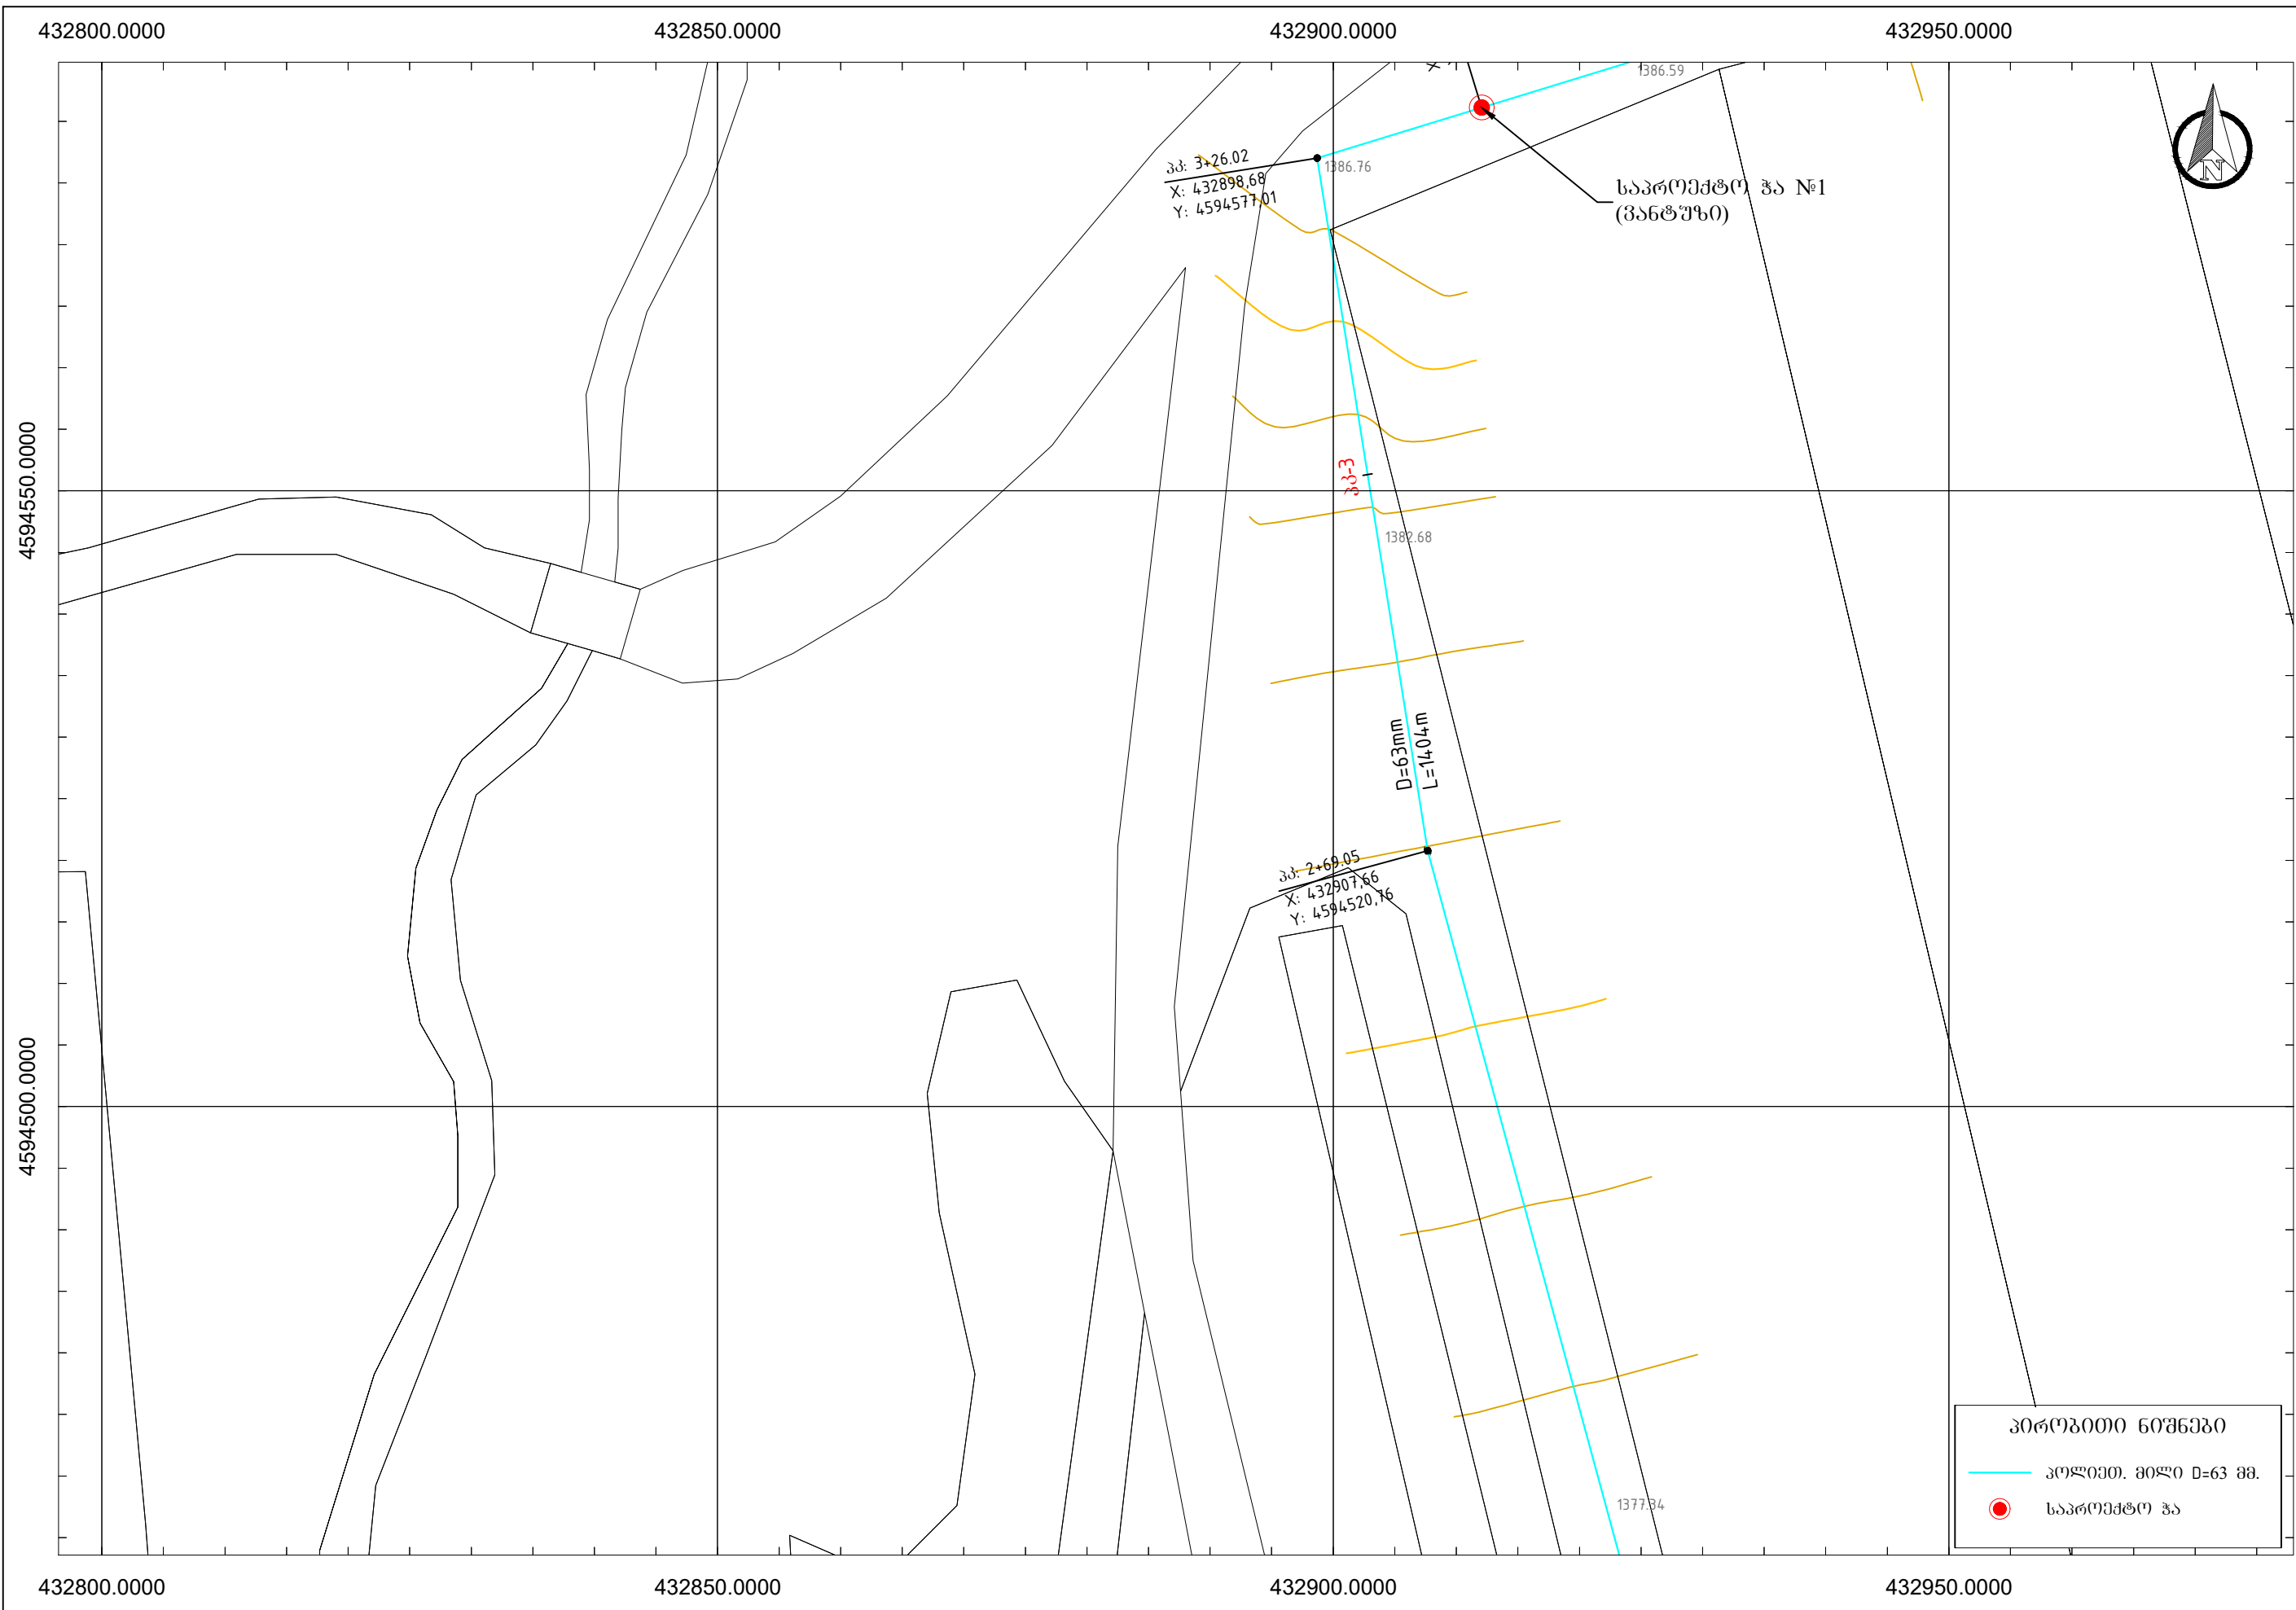 432800.0000
432850.0000
432900.0000
432950.0000
1386.59
N
პკ: 3+26.02
X: 432898,68
Y: 4594577,01
1386.76
საპროექტო ჭა №1
(ვანტუზი)
4594550.0000
პკ-3
1382.68
D=63mm
L=1404m
პკ: 2+69.05
X: 432907,66
Y: 4594520,76
4594500.0000
1377.34
პირობითი ნიშნები
პოლიეთ. მილი D=63 მმ.
საპროექტო ჭა
432800.0000
432850.0000
432900.0000
432950.0000